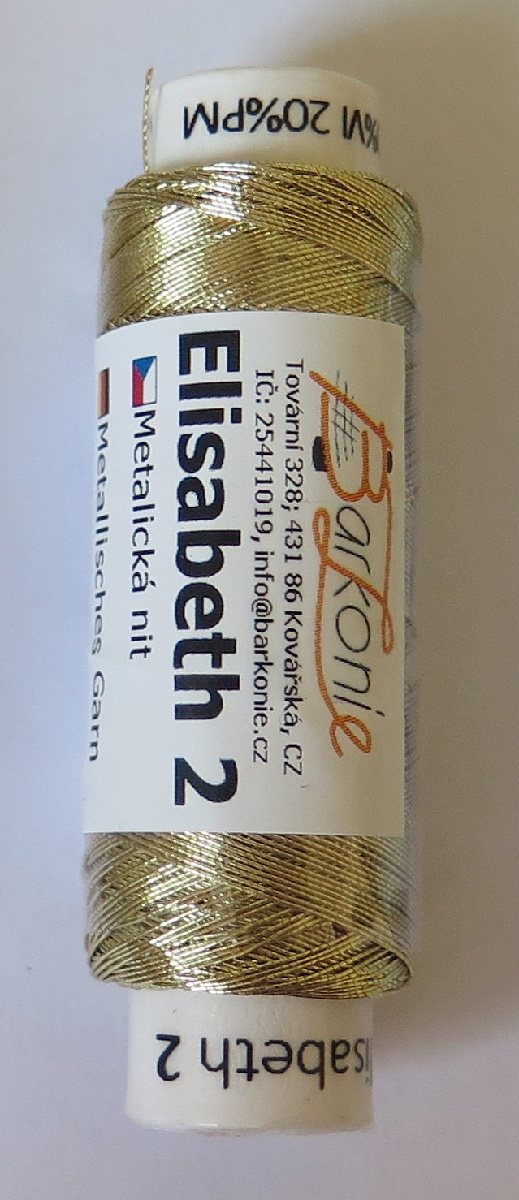 %M 20%PM
Barkonie
Tovární 328; 431 86 Kovářská, CZ
IČ: 25441019, info@barkonie.cz
Elisabeth 2
Metalická nit
Metallisches Garn
lisabeth 2